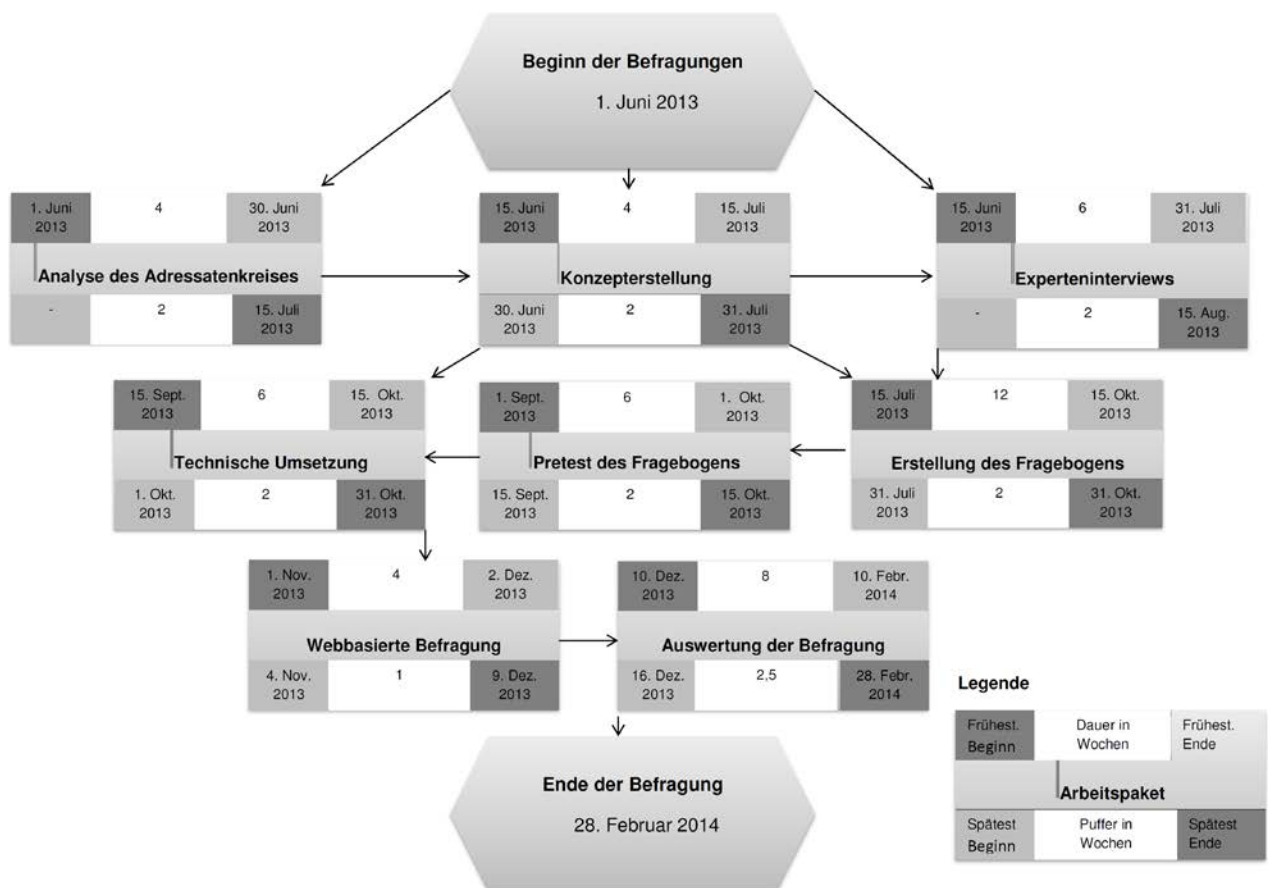 Beginn der Befragungen
1. Juni 2013
1. Juni
2013
4
30. Juni
2013
Analyse des Adressatenkreises
-
2
15. Juli
2013
15. Juni
2013
4
15. Juli
2013
Konzepterstellung
30. Juni
2013
2
31. Juli
2013
15. Juni
2013
6
31. Juli
2013
Experteninterviews
-
2
15. Aug.
2013
15. Sept.
2013
6
15. Okt.
2013
Technische Umsetzung
1. Okt.
2013
2
31. Okt.
2013
1. Sept.
2013
6
1. Okt.
2013
Pretest des Fragebogens
15. Sept.
2013
2
15. Okt.
2013
15. Juli
2013
12
15. Okt.
2013
Erstellung des Fragebogens
31. Juli
2013
2
31. Okt.
2013
1. Nov.
2013
4
2. Dez.
2013
Webbasierte Befragung
4. Nov.
2013
1
9. Dez.
2013
10. Dez.
2013
8
10. Febr.
2014
Auswertung der Befragung
16. Dez.
2013
2,5
28. Febr.
2014
Ende der Befragung
28. Februar 2014
Legende
Frühest.
Beginn
Dauer in
Wochen
Frühest.
Ende
Arbeitspaket
Spätest
Beginn
Puffer in
Wochen
Spätest
Ende